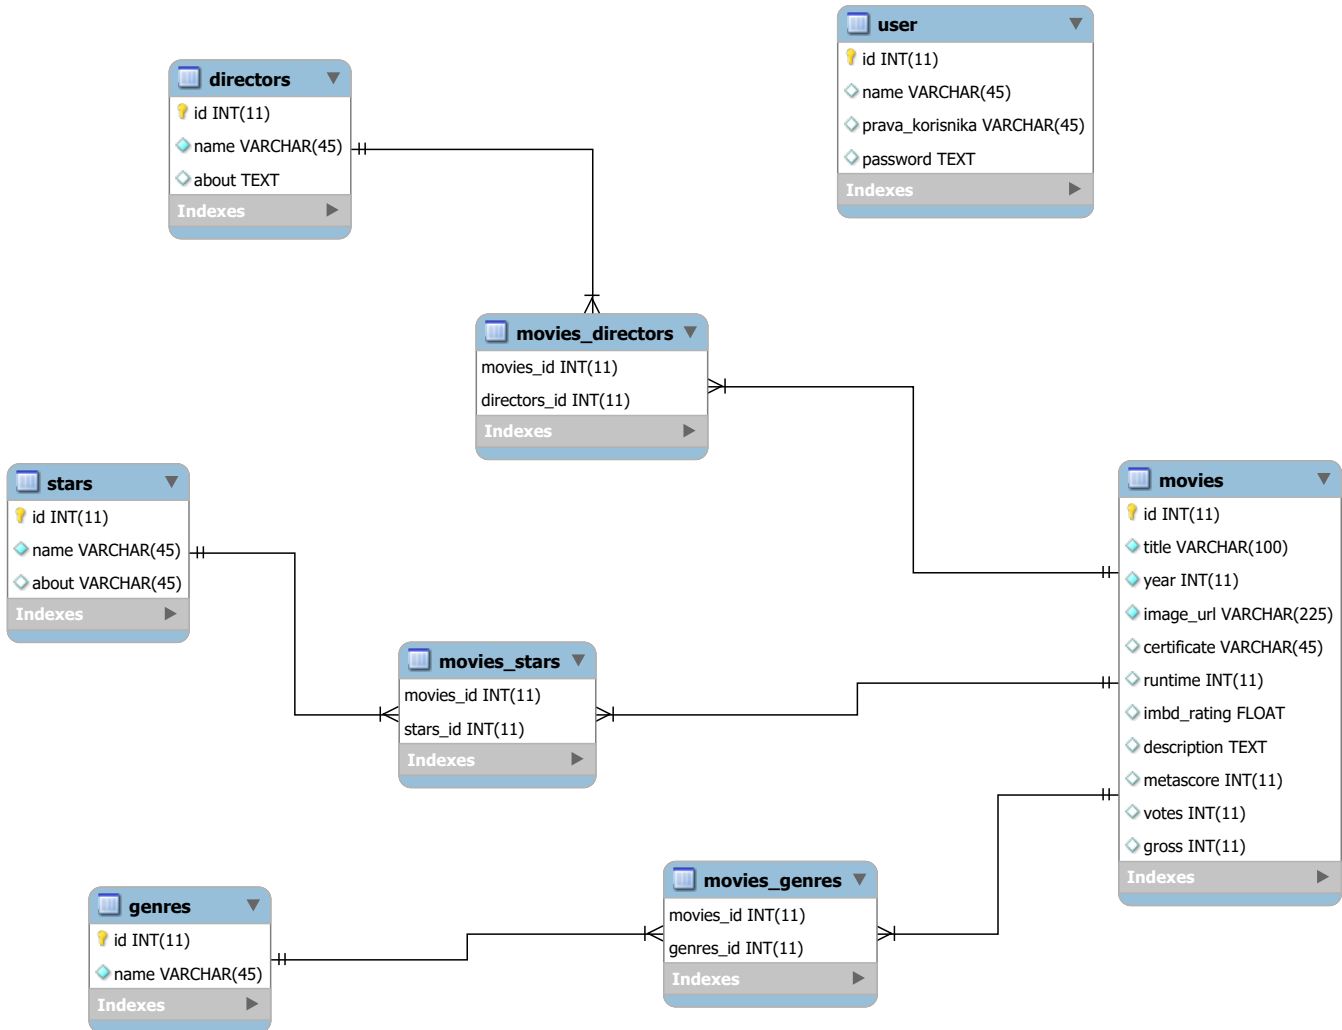 user
id INT(11)
name VARCHAR(45)
prava_korisnika VARCHAR(45)
password TEXT
Indexes
directors
id INT(11)
name VARCHAR(45)
about TEXT
Indexes
movies_directors
movies_id INT(11)
directors_id INT(11)
Indexes
stars
id INT(11)
name VARCHAR(45)
about VARCHAR(45)
Indexes
movies
id INT(11)
title VARCHAR(100)
year INT(11)
image_url VARCHAR(225)
certificate VARCHAR(45)
runtime INT(11)
imbd_rating FLOAT
description TEXT
metascore INT(11)
votes INT(11)
gross INT(11)
Indexes
movies_stars
movies_id INT(11)
stars_id INT(11)
Indexes
movies_genres
movies_id INT(11)
genres_id INT(11)
Indexes
genres
id INT(11)
name VARCHAR(45)
Indexes